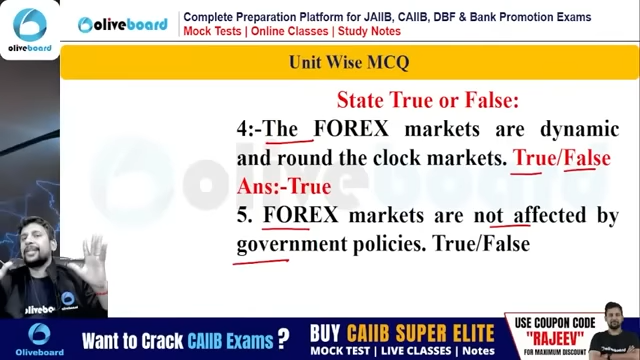 oliveboard
oliveboard
Complete Preparation Platform for JAIIB, CAIIB, DBF & Bank Promotion Exams
Mock Tests | Online Classes | Study Notes
Unit Wise MCQ
State True or False:
4:-The FOREX markets are dynamic
and round the clock markets. True/False
Ans:-True
5. FOREX markets are not affected by
government policies. True/False
oliveboard
oliveboard
Oliveboard
Want to Crack CAIIB Exams ?
BUY CAIIB SUPER ELITE
MOCK TEST | LIVE CLASSES | Notes
USE COUPON CODE
"RAJEEV"
FOR MAXIMUM DISCOUNT